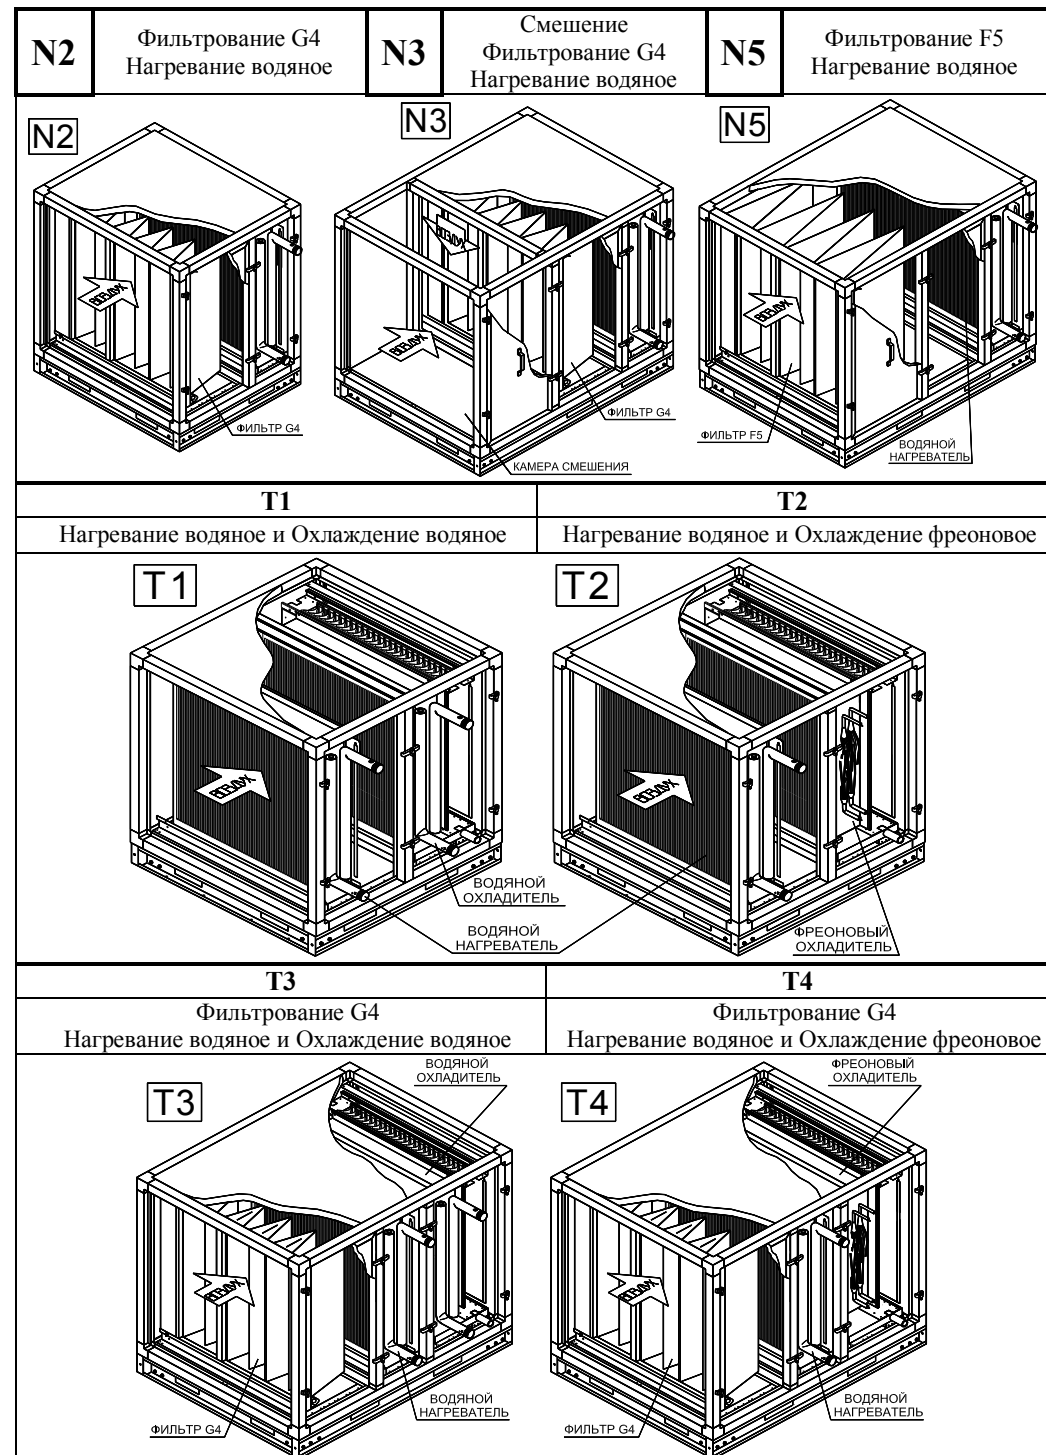 N2
Фильтрование G4
Нагревание водяное
N3
Смешение
Фильтрование G4
Нагревание водяное
N5
Фильтрование F5
Нагревание водяное
N2
ВОЗДУХ
ФИЛЬТР G4
N3
ВОЗДУХ
ВОЗДУХ
ФИЛЬТР G4
КАМЕРА СМЕШЕНИЯ
N5
ВОЗДУХ
ФИЛЬТР F5
ВОДЯНОЙ
НАГРЕВАТЕЛЬ
T1
T2
Нагревание водяное и Охлаждение водяное
Нагревание водяное и Охлаждение фреоновое
T1
ВОЗДУХ
ВОДЯНОЙ
ОХЛАДИТЕЛЬ
ВОДЯНОЙ
НАГРЕВАТЕЛЬ
T2
ВОЗДУХ
ФРЕОНОВЫЙ
ОХЛАДИТЕЛЬ
T3
T4
Фильтрование G4
Нагревание водяное и Охлаждение водяное
Фильтрование G4
Нагревание водяное и Охлаждение фреоновое
ВОДЯНОЙ
ОХЛАДИТЕЛЬ
T3
ВОЗДУХ
ВОДЯНОЙ
НАГРЕВАТЕЛЬ
ФИЛЬТР G4
ФРЕОНОВЫЙ
ОХЛАДИТЕЛЬ
T4
ВОЗДУХ
ВОДЯНОЙ
НАГРЕВАТЕЛЬ
ФИЛЬТР G4